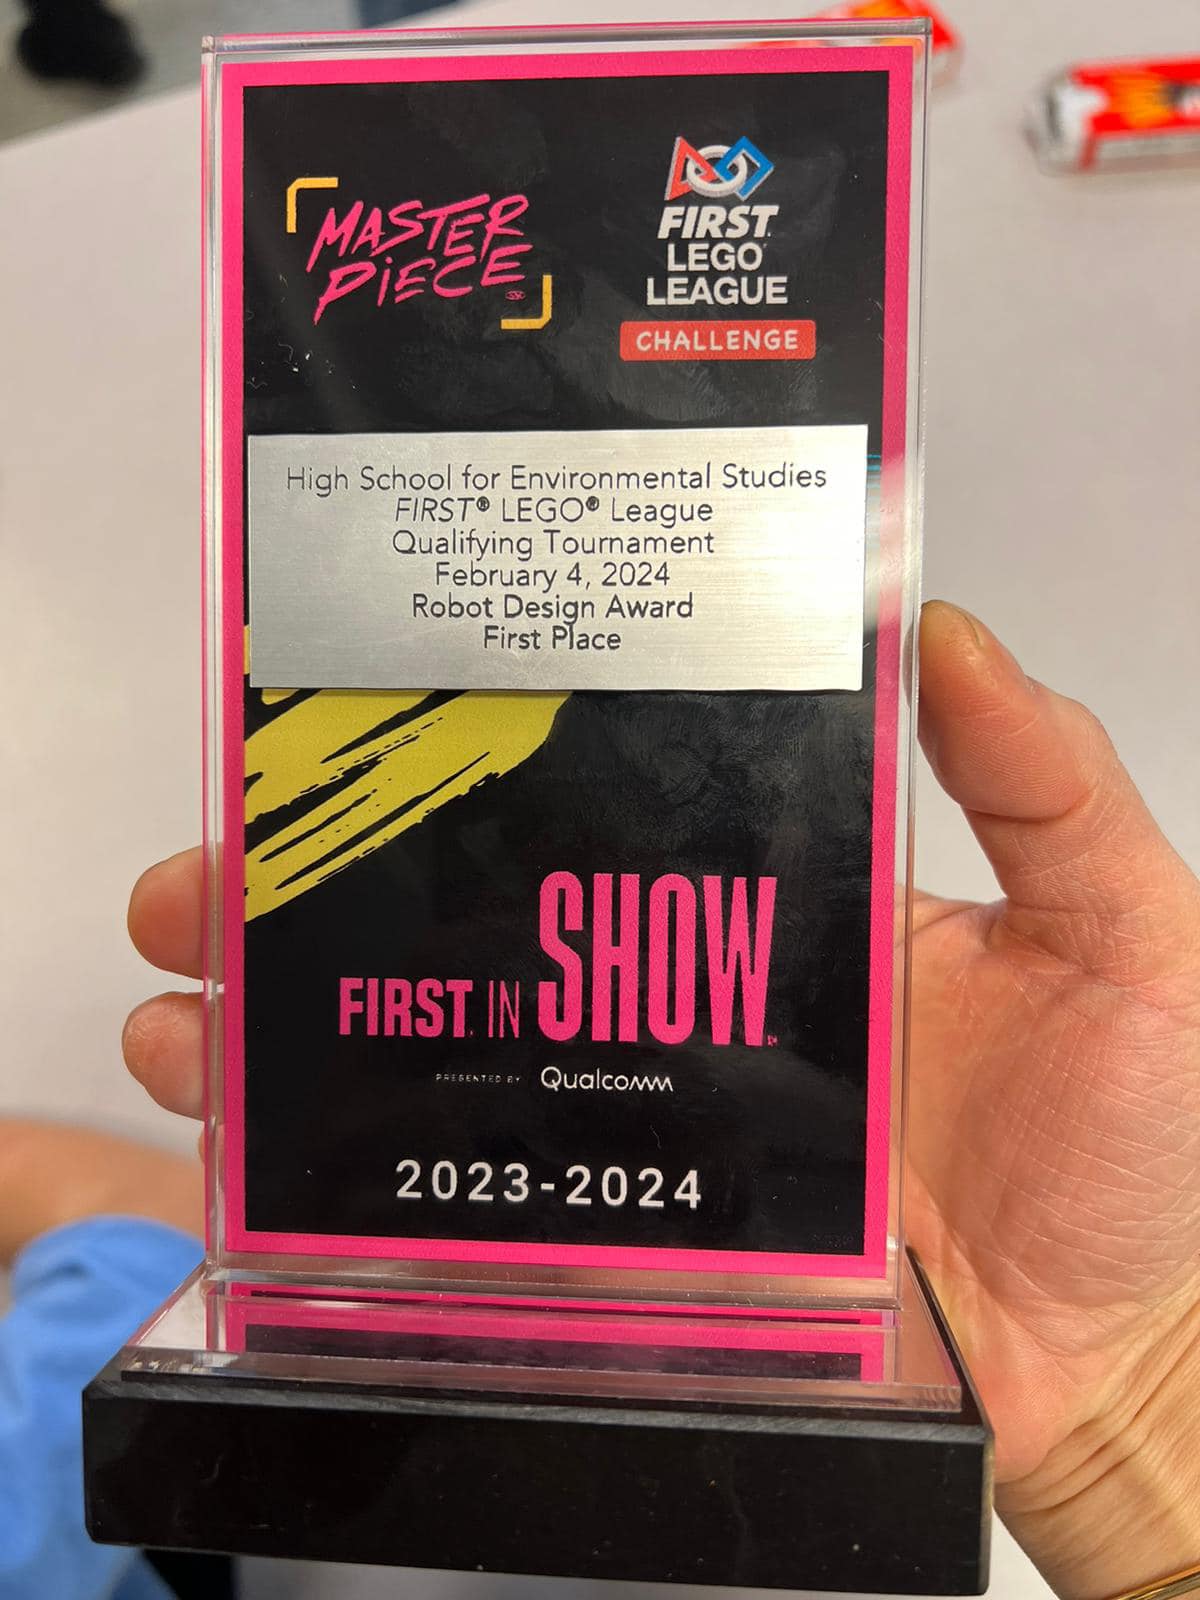 MASTER
PiECE
FIRST
LEGO
LEAGUE
CHALLENGE
High School for Environmental Studies
FIRST® LEGO® League
Qualifying Tournament
February 4, 2024
Robot Design Award
First Place
FIRST IN SHOW
PRESENTED BY Qualcomm
2023-2024